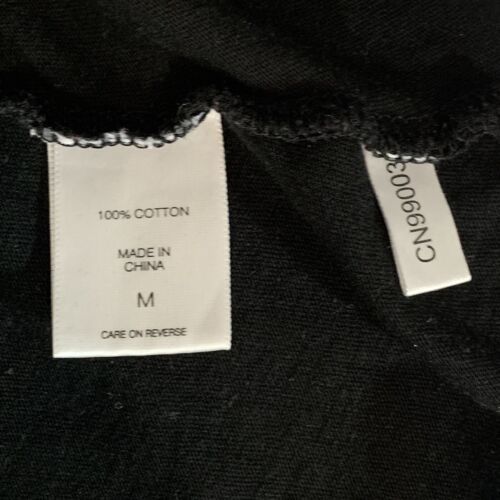 100% COTTON
MADE IN
CHINA
M
CARE ON REVERSE
CN99003